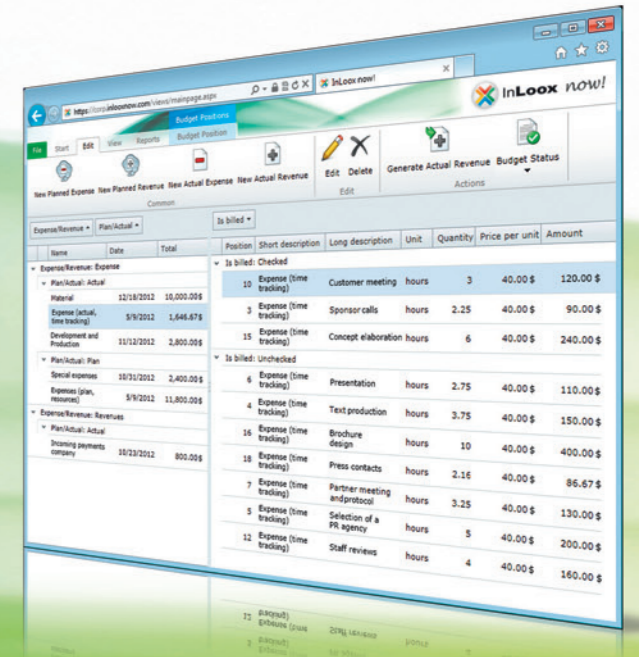 https://corp.inlooxnow.com/views/mainpage.aspx
InLoox now!
InLoox now!
Budget Positions
File Start Edit View Reports Budget Position
New Planned Expense New Planned Revenue New Actual Expense New Actual Revenue
Edit Delete
Generate Actual Revenue Budget Status
Common
Edit
Actions
Expense/Revenue Plan/Actual
Name Date Total
Expense/Revenue: Expense
Plan/Actual: Actual
Material 12/18/2012 10,000.00$
Expense (actual,
time tracking) 5/9/2012 1,646.67$
Development and
Production 11/12/2012 2,800.00$
Plan/Actual: Plan
Special expenses 10/31/2012 2,400.00$
Expenses (plan,
resources) 5/9/2012 11,800.00$
Expense/Revenue: Revenues
Plan/Actual: Actual
Incoming payments
company 10/23/2012 800.00$
Is billed
Position Short description Long description Unit Quantity Price per unit Amount
Is billed: Checked
10 Expense (time
tracking) Customer meeting hours 3 40.00 $ 120.00 $
3 Expense (time
tracking) Sponsor calls hours 2.25 40.00 $ 90.00 $
15 Expense (time
tracking) Concept elaboration hours 6 40.00 $ 240.00 $
Is billed: Unchecked
6 Expense (time
tracking) Presentation hours 2.75 40.00 $ 110.00 $
4 Expense (time
tracking) Text production hours 3.75 40.00 $ 150.00 $
16 Expense (time
tracking) Brochure
design hours 10 40.00 $ 400.00 $
18 Expense (time
tracking) Press contacts hours 2.16 40.00 $ 86.67 $
7 Expense (time
tracking) Partner meeting
andprotocol hours 3.25 40.00 $ 130.00 $
5 Expense (time
tracking) Selection of a
PR agency hours 5 40.00 $ 200.00 $
12 Expense (time
tracking) Staff reviews hours 4 40.00 $ 160.00 $